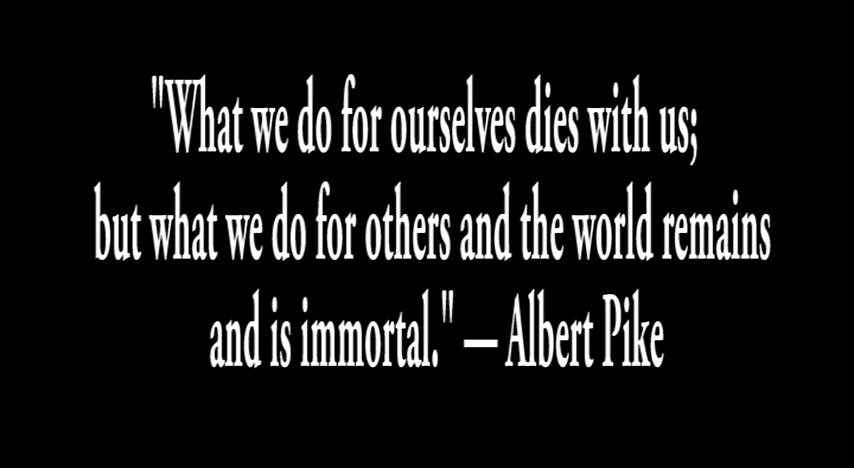 "What we do for ourselves dies with us;
but what we do for others and the world remains
and is immortal." — Albert Pike